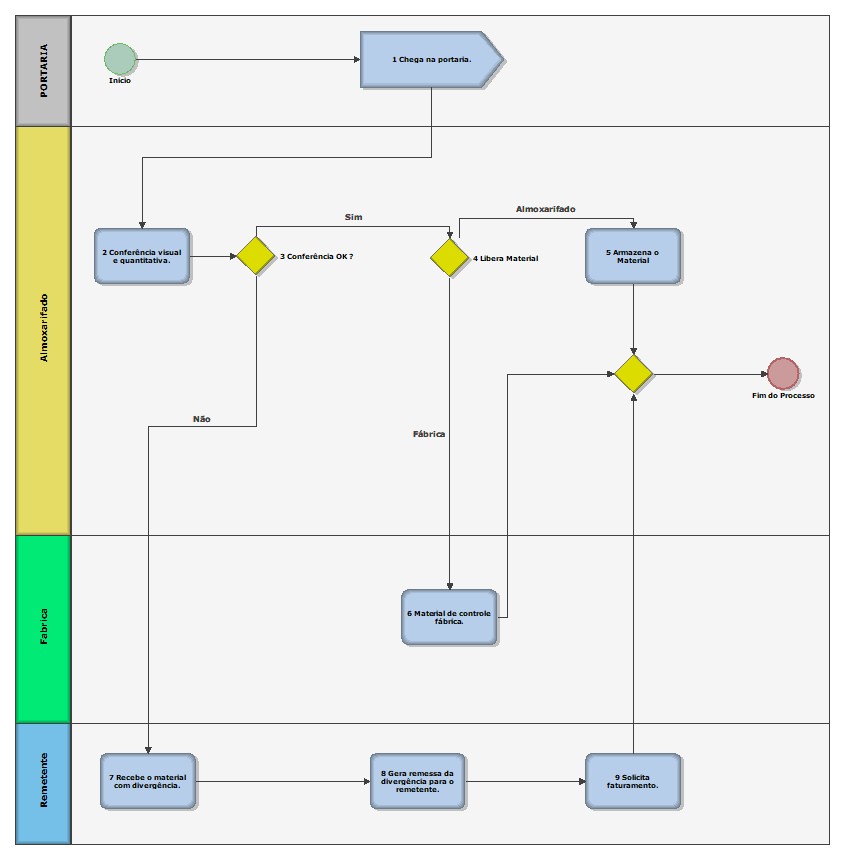 PORTARIA
Inicio
1 Chega na portaria.
Almoxarifado
Sim
Almoxarifado
2 Conferência visual
e quantitativa.
3 Conferência OK ?
4 Libera Material
5 Armazena o
Material
Fim do Processo
Não
Fábrica
Fabrica
6 Material de controle
fábrica.
Remetente
7 Recebe o material
com divergência.
8 Gera remessa da
divergência para o
remetente.
9 Solicita
faturamento.